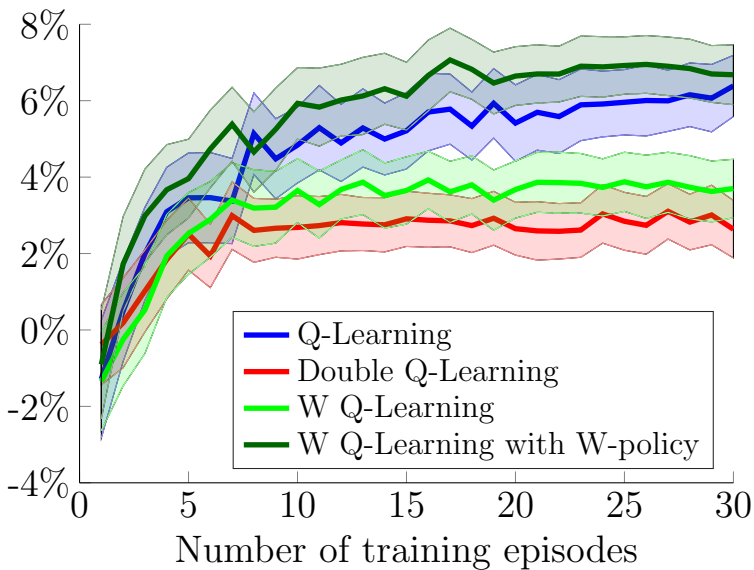 8%
6%
4%
2%
0%
-2%
-4%
0 5 10 15 20 25 30
Number of training episodes
Q-Learning
Double Q-Learning
W Q-Learning
W Q-Learning with W-policy